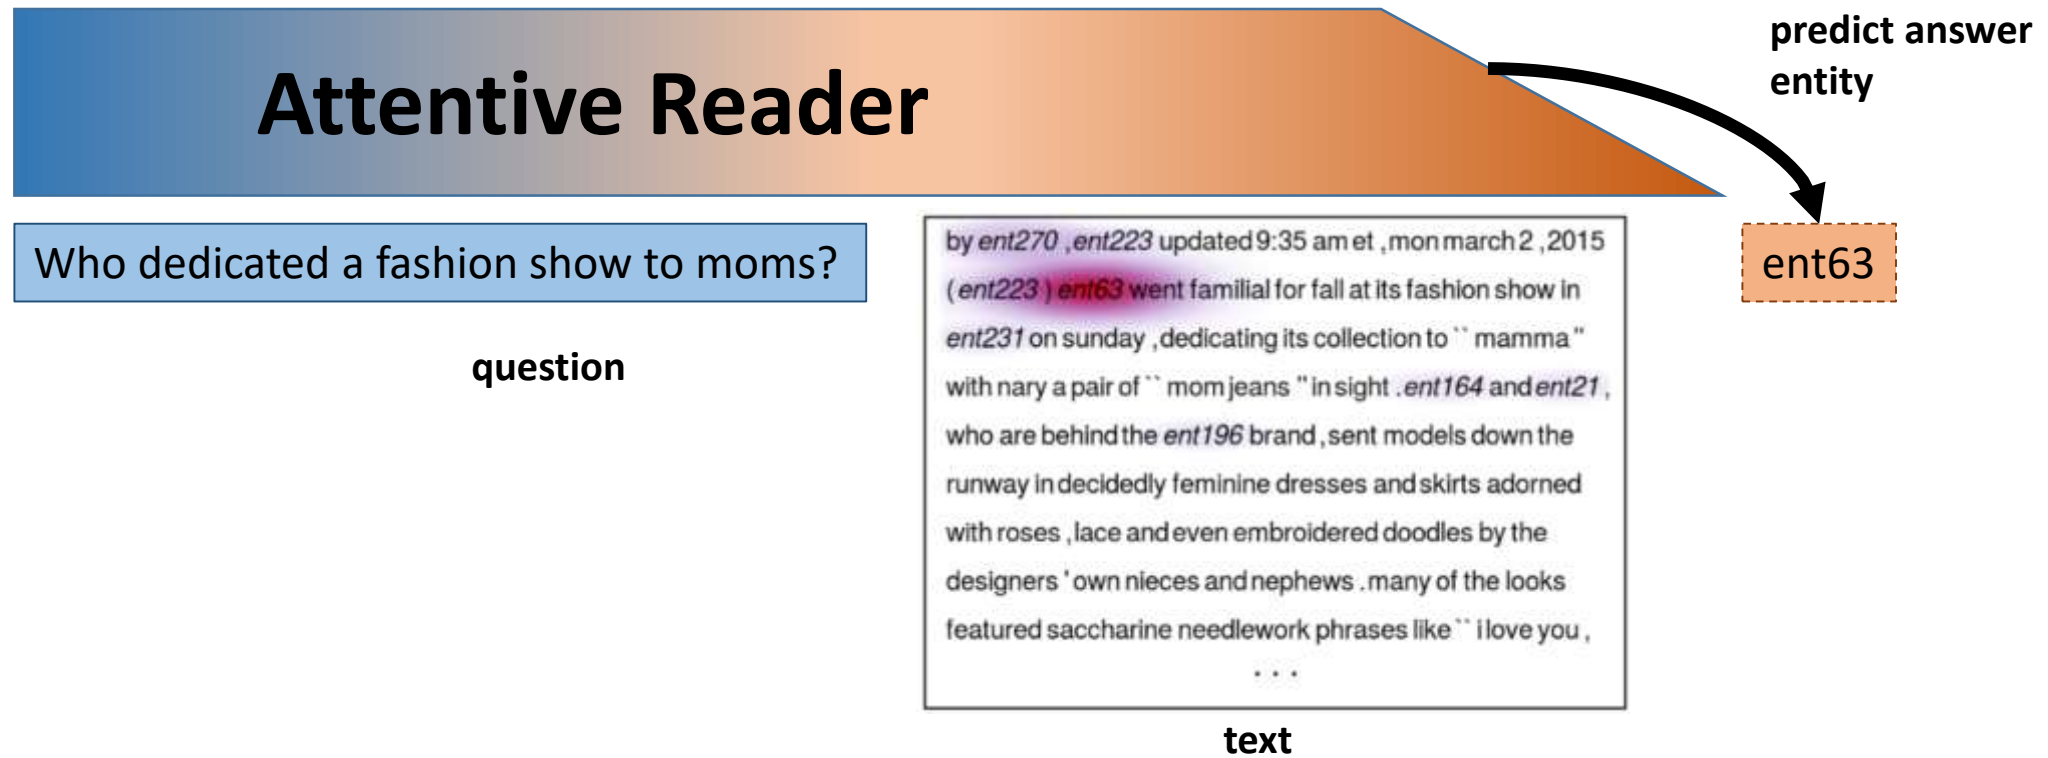 Attentive Reader
predict answer
entity
Who dedicated a fashion show to moms?
question
by ent270 , ent223 updated 9:35 am et , mon march 2 , 2015
( ent223 ) ent63 went familial for fall at its fashion show in
ent231 on sunday , dedicating its collection to `` mamma ''
with nary a pair of `` mom jeans '' in sight . ent164 and ent21 ,
who are behind the ent196 brand , sent models down the
runway in decidedly feminine dresses and skirts adorned
with roses , lace and even embroidered doodles by the
designers ' own nieces and nephews . many of the looks
featured saccharine needlework phrases like `` i love you ,
. . .
text
ent63